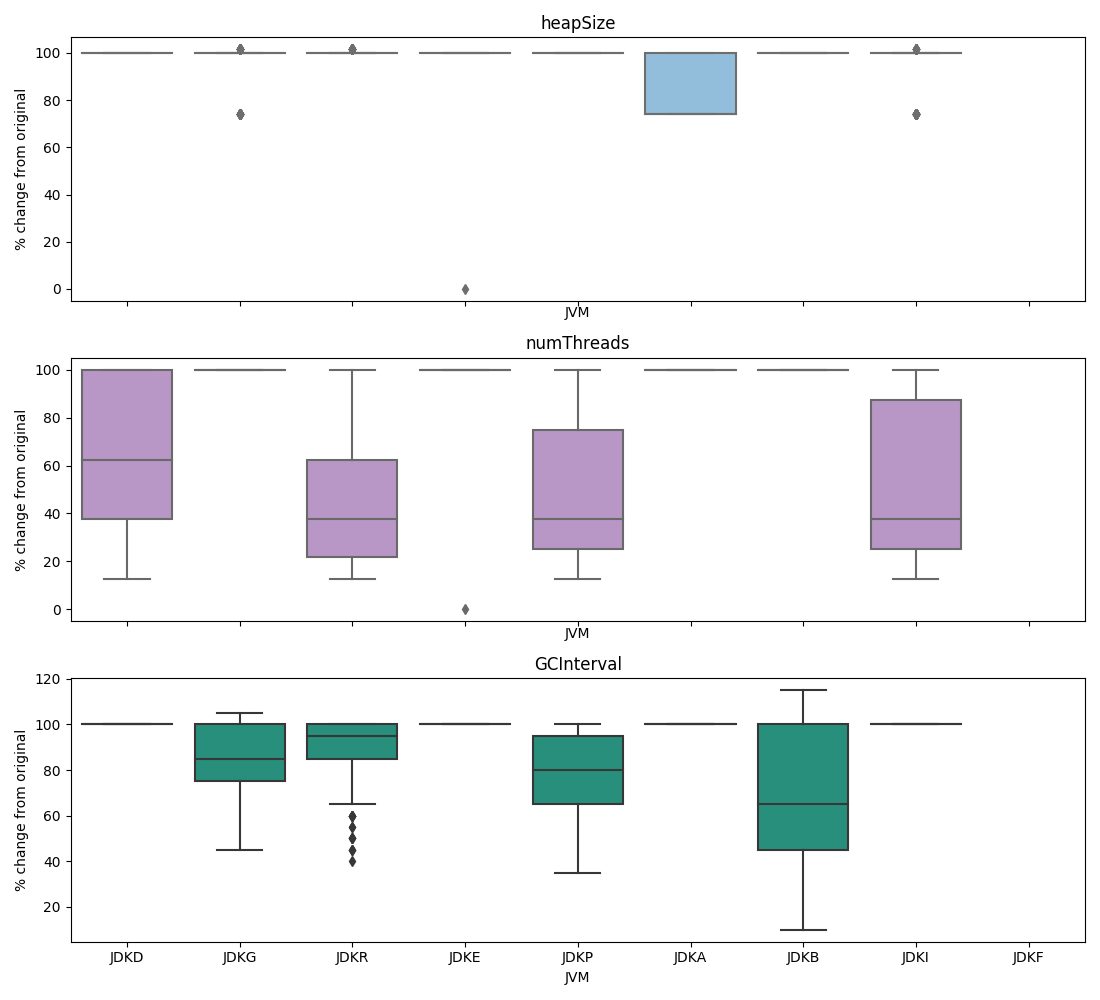 heapSize
% change from original
100
80
60
40
20
0
JVM
numThreads
% change from original
100
80
60
40
20
0
JVM
GCInterval
% change from original
120
100
80
60
40
20
JDKD JDKG JDKR JDKE JDKP JDKA JDKB JDKI JDKF
JVM